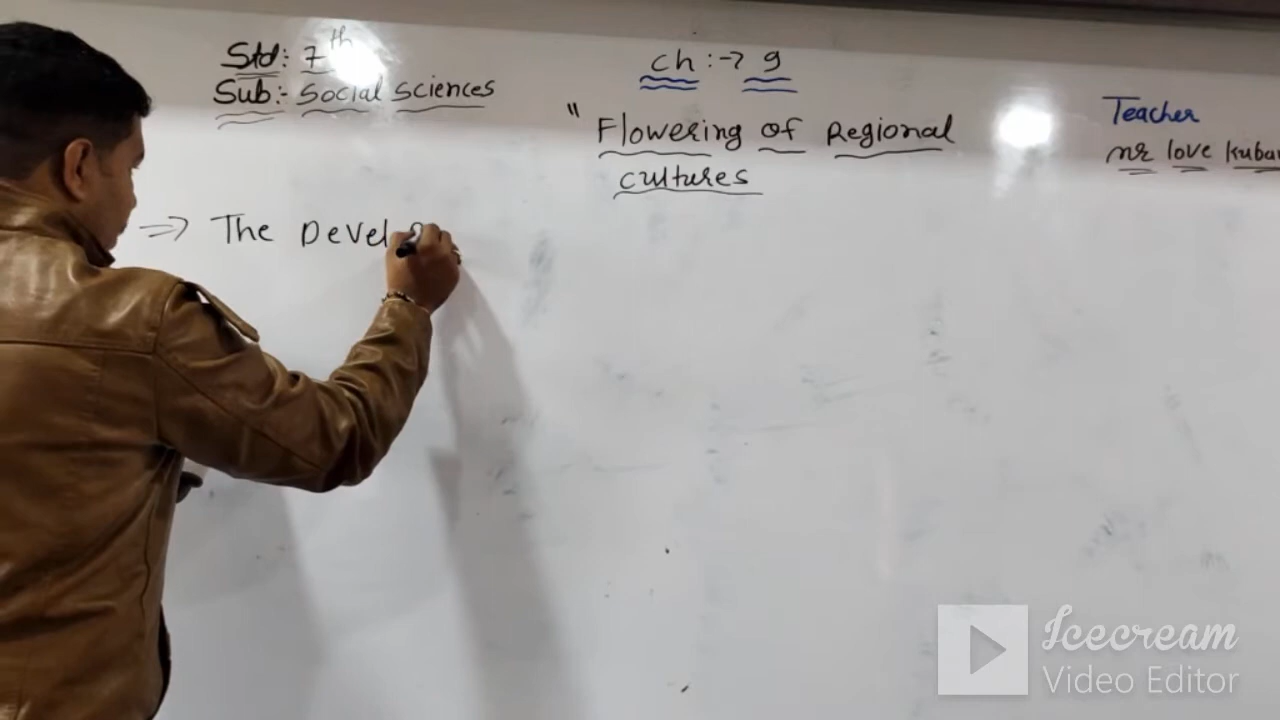 Std: 7th
Sub:- Social Sciences
ch :-> 9
" Flowering of Regional
cultures
Teacher
mr love
=> The Devel
Icecream
Video Editor